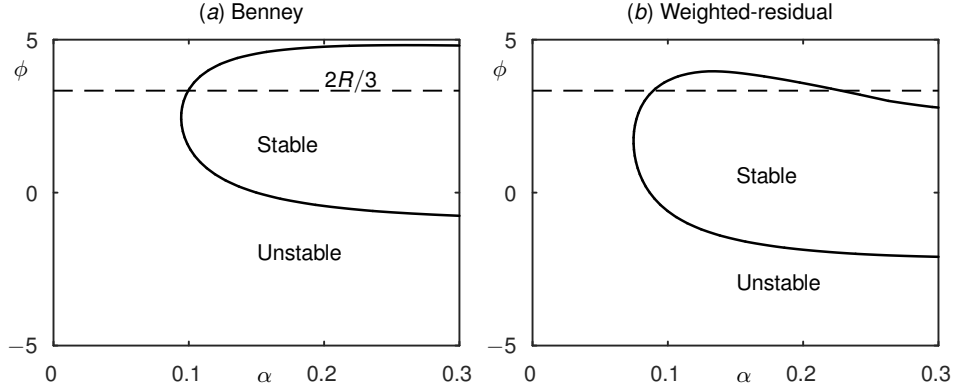 (a) Benney
(b) Weighted-residual
5
ϕ
2R/3
Stable
0
Unstable
−5
0
0.1
α
0.2
0.3
5
ϕ
Stable
0
Unstable
−5
0
0.1
α
0.2
0.3